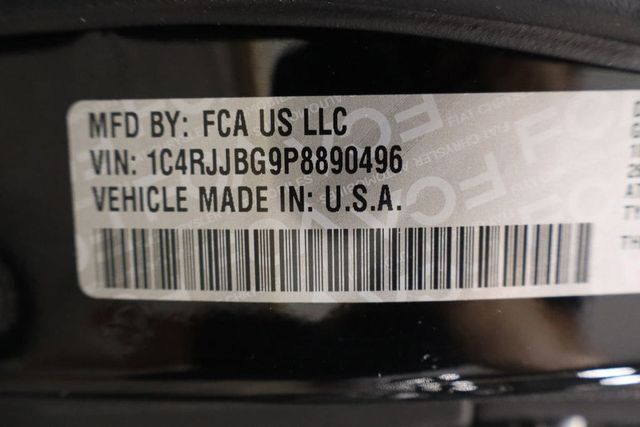 MFD BY: FCA US LLC
VIN: 1C4RJJBG9P8890496
VEHICLE MADE IN: U.S.A.